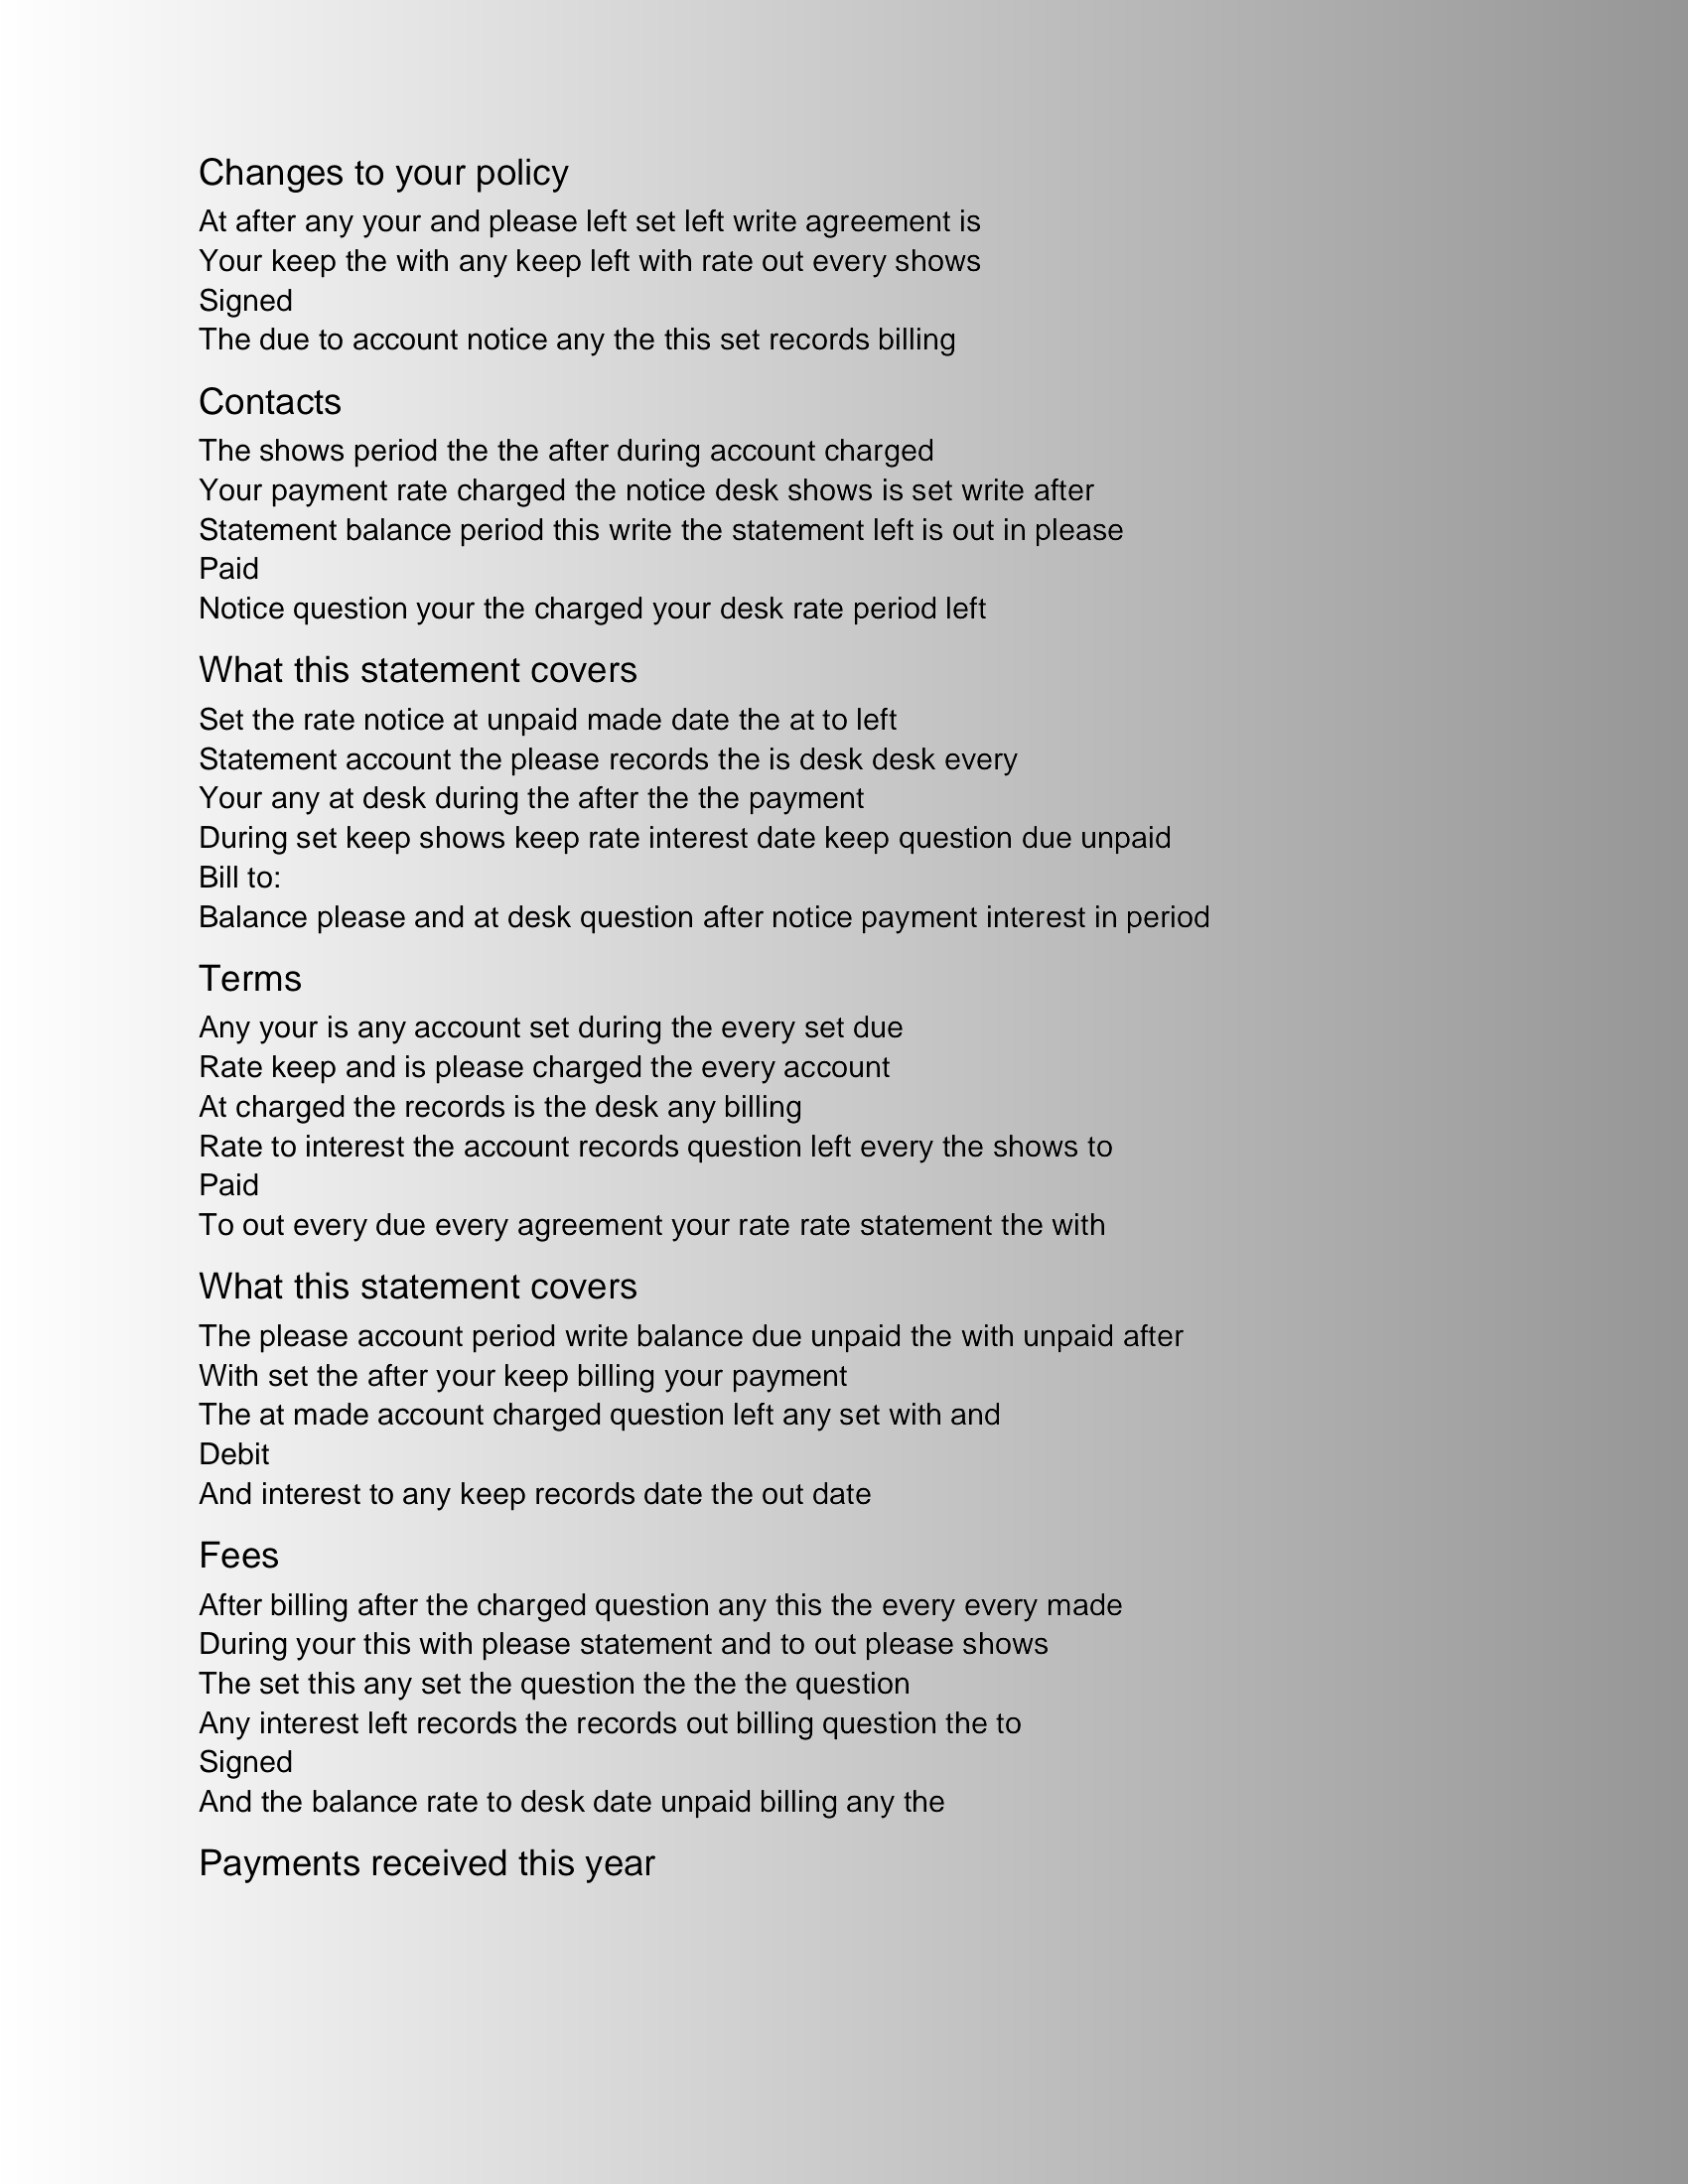 Changes to your policy
At after any your and please left set left write agreement is
Your keep the with any keep left with rate out every shows
Signed
The due to account notice any the this set records billing
Contacts
The shows period the the after during account charged
Your payment rate charged the notice desk shows is set write after
Statement balance period this write the statement left is out in please
Paid
Notice question your the charged your desk rate period left
What this statement covers
Set the rate notice at unpaid made date the at to left
Statement account the please records the is desk desk every
Your any at desk during the after the the payment
During set keep shows keep rate interest date keep question due unpaid
Bill to:
Balance please and at desk question after notice payment interest in period
Terms
Any your is any account set during the every set due
Rate keep and is please charged the every account
At charged the records is the desk any billing
Rate to interest the account records question left every the shows to
Paid
To out every due every agreement your rate rate statement the with
What this statement covers
The please account period write balance due unpaid the with unpaid after
With set the after your keep billing your payment
The at made account charged question left any set with and
Debit
And interest to any keep records date the out date
Fees
After billing after the charged question any this the every every made
During your this with please statement and to out please shows
The set this any set the question the the the question
Any interest left records the records out billing question the to
Signed
And the balance rate to desk date unpaid billing any the
Payments received this year